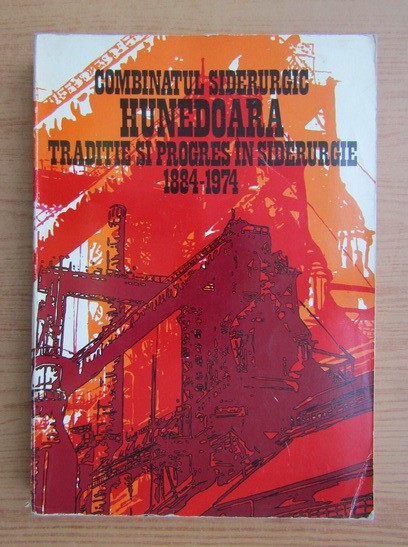 COMBINATUL SIDERURGIC
HUNEDOARA
TRADITIE SI PROGRES IN SIDERURGIE
1884-1974